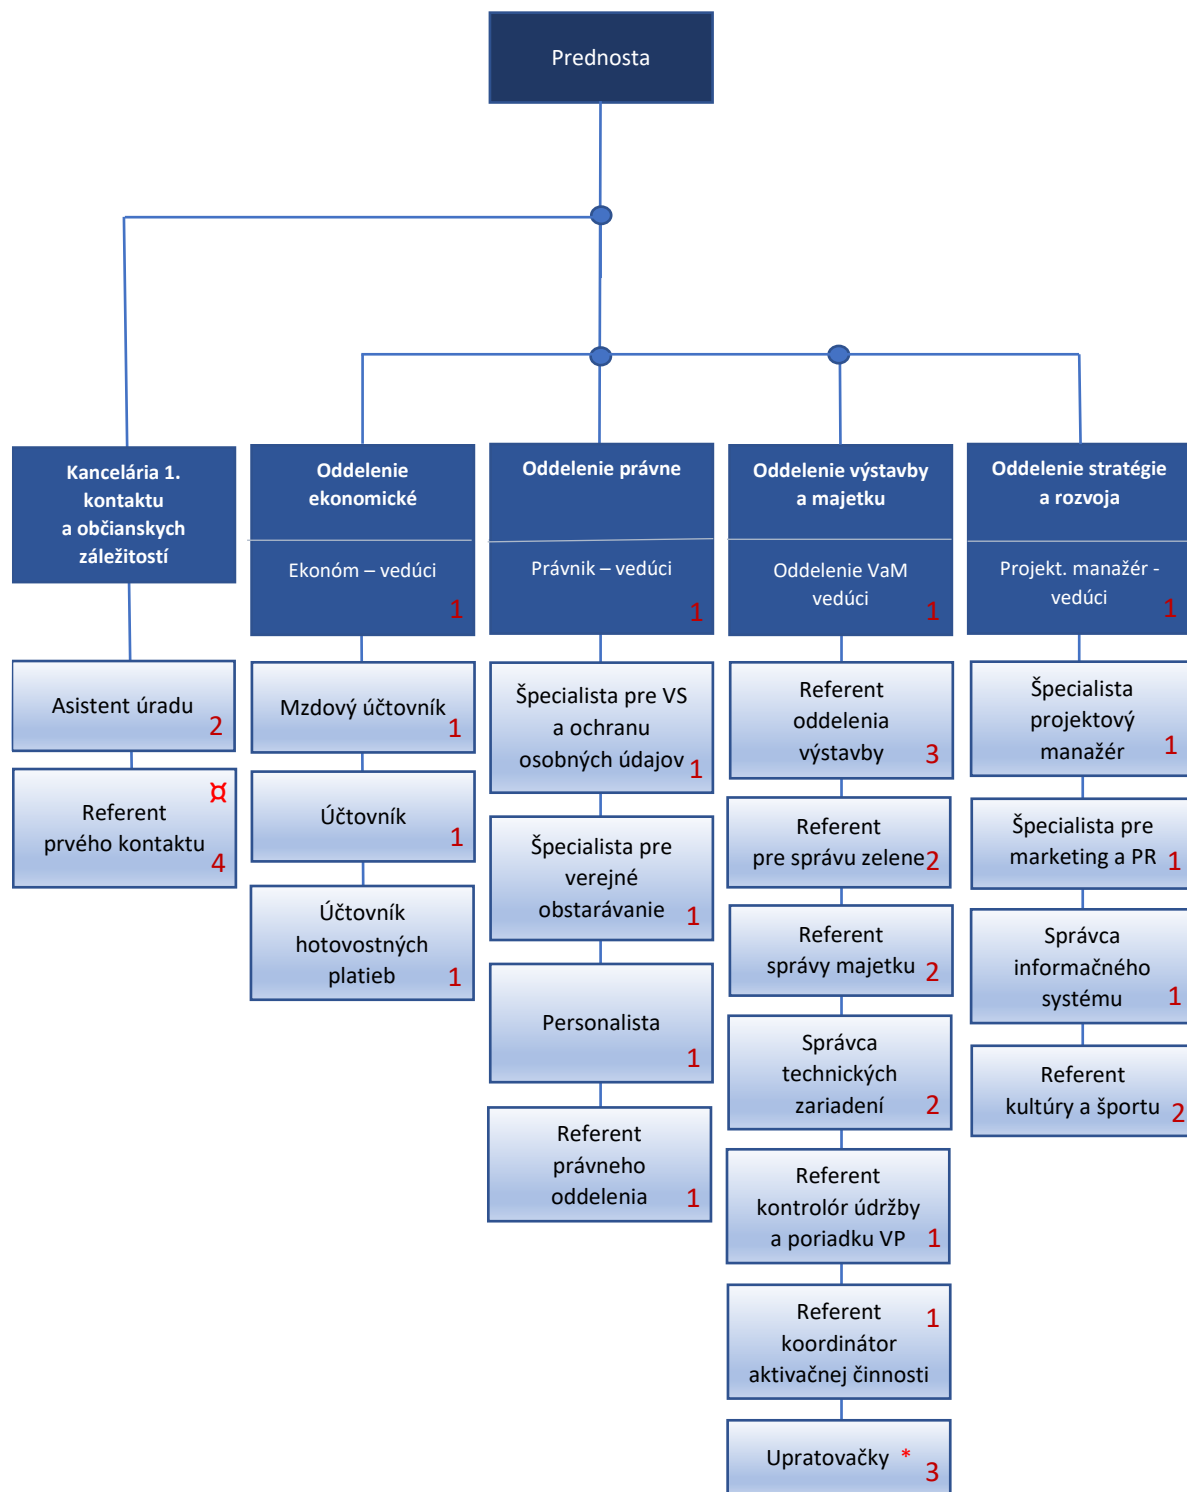 Prednosta
Kancelária 1.
kontaktu
a občianskych
záležitostí
Asistent úradu
2
¤
Referent
prvého kontaktu
4
Oddelenie
ekonomické
Ekonóm – vedúci
1
Mzdový účtovník
1
Účtovník
1
Účtovník
hotovostných
platieb
1
Oddelenie právne
Právnik – vedúci
1
Špecialista pre VS
a ochranu
osobných údajov
1
Špecialista pre
verejné
obstarávanie
1
Personalista
1
Referent
právneho
oddelenia
1
Oddelenie výstavby
a majetku
Oddelenie VaM
vedúci
1
Referent
oddelenia
výstavby
3
Referent
pre správu zelene
2
Referent
správy majetku
2
Správca
technických
zariadení
2
Referent
kontrolór údržby
a poriadku VP
1
Referent
koordinátor
aktivačnej činnosti
1
Upratovačky *
3
Oddelenie stratégie
a rozvoja
Projekt. manažér -
vedúci
1
Špecialista
projektový
manažér
1
Špecialista pre
marketing a PR
1
Správca
informačného
systému
1
Referent
kultúry a športu
2